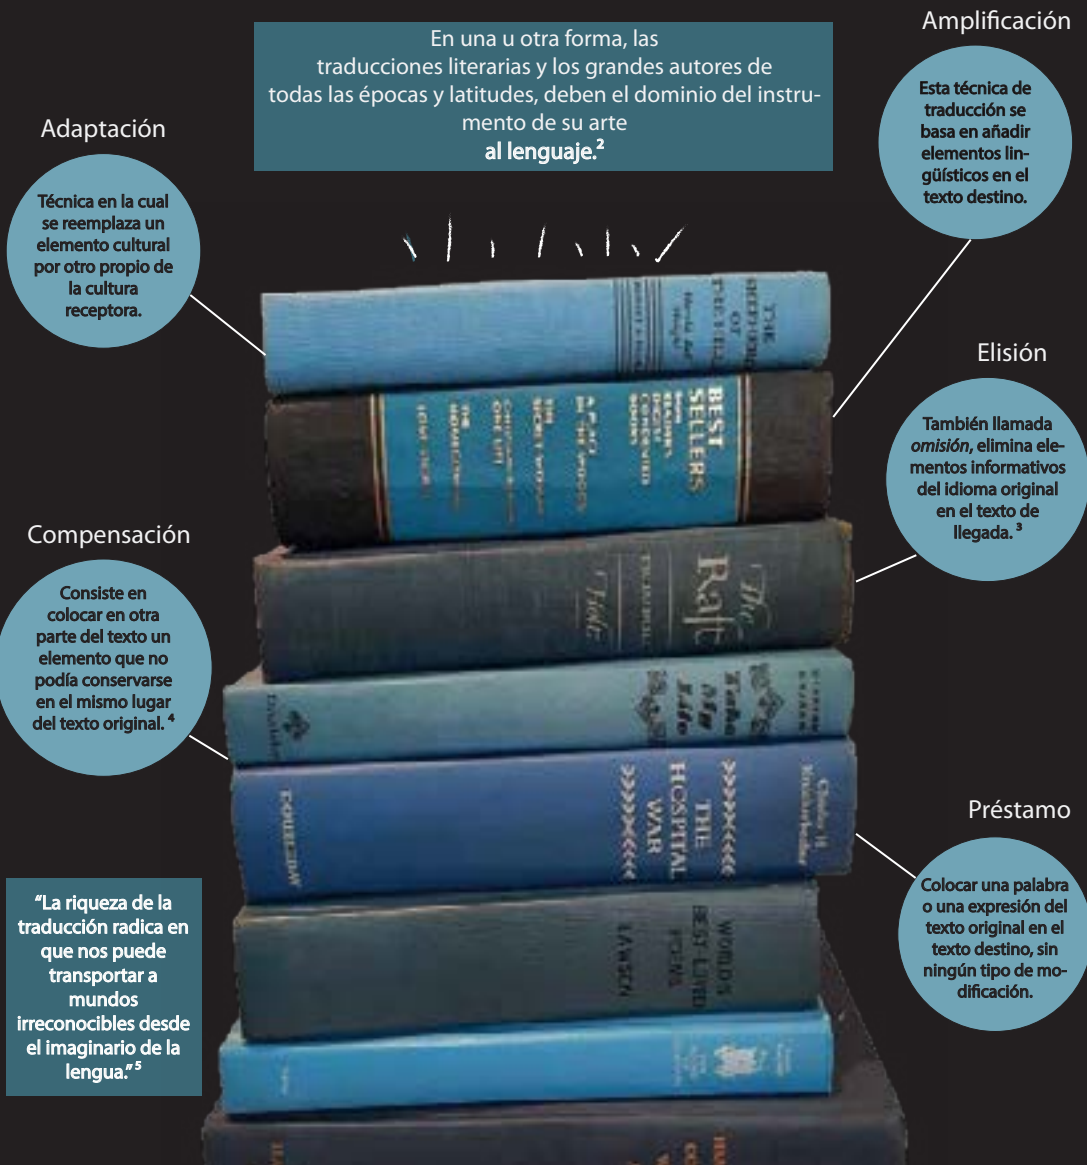 Amplificación
En una u otra forma, las
traducciones literarias y los grandes autores de
todas las épocas y latitudes, deben el dominio del instru-
mento de su arte
al lenguaje.²
Esta técnica de
traducción se
basa en añadir
elementos lin-
güísticos en el
texto destino.
Adaptación
Técnica en la cual
se reemplaza un
elemento cultural
por otro propio de
la cultura
receptora.
Elisión
También llamada
omisión, elimina ele-
mentos informativos
del idioma original
en el texto de
llegada. ³
Compensación
Consiste en
colocar en otra
parte del texto un
elemento que no
podía conservarse
en el mismo lugar
del texto original. ⁴
Préstamo
Colocar una palabra
o una expresión del
texto original en el
texto destino, sin
ningún tipo de mo-
dificación.
"La riqueza de la
traducción radica en
que nos puede
transportar a
mundos
irreconocibles desde
el imaginario de la
lengua." ⁵
THE
OF
BEST
SELLERS
CONDENSED
BOOKS
The
Raft
THE
HOSPITAL
WAR
WORLD'S
BEST-LOVED
POEMS
LAWSON